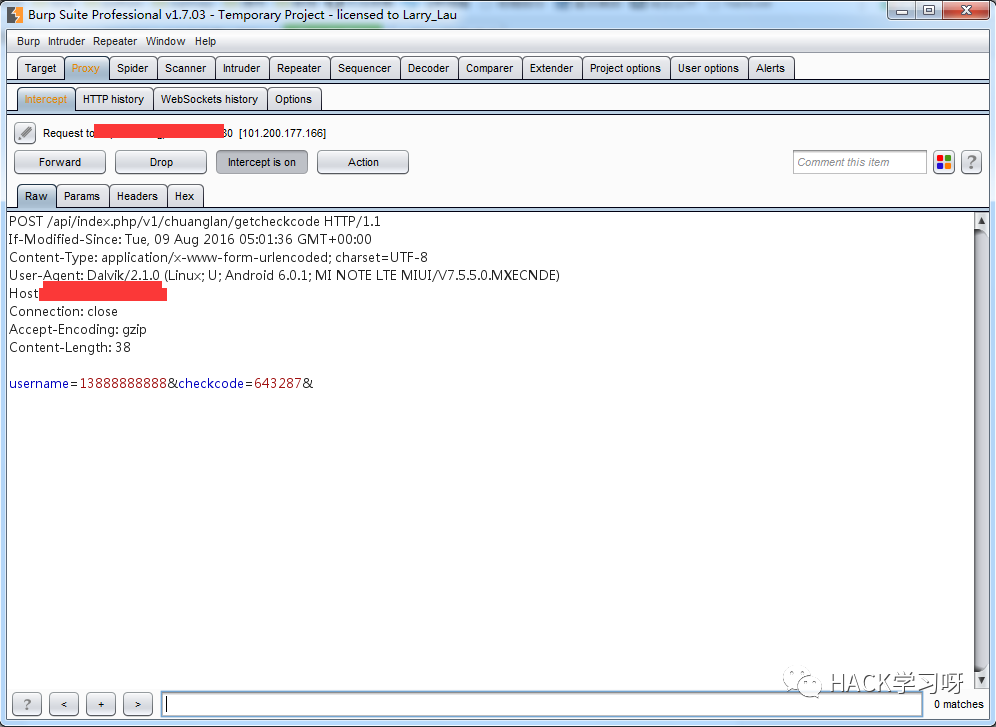 Burp Suite Professional v1.7.03 - Temporary Project - licensed to Larry_Lau
Burp Intruder Repeater Window Help
Target Proxy Spider Scanner Intruder Repeater Sequencer Decoder Comparer Extender Project options User options Alerts
Intercept HTTP history WebSockets history Options
Request to 80 [101.200.177.166]
Forward Drop Intercept is on Action Comment this item ?
Raw Params Headers Hex
POST /api/index.php/v1/chuanglan/getcheckcode HTTP/1.1
If-Modified-Since: Tue, 09 Aug 2016 05:01:36 GMT+00:00
Content-Type: application/x-www-form-urlencoded; charset=UTF-8
User-Agent: Dalvik/2.1.0 (Linux; U; Android 6.0.1; MI NOTE LTE MIUI/V7.5.5.0.MXECNDE)
Host
Connection: close
Accept-Encoding: gzip
Content-Length: 38
username=13888888888&checkcode=643287&
HACK学习呀
? < + > 0 matches